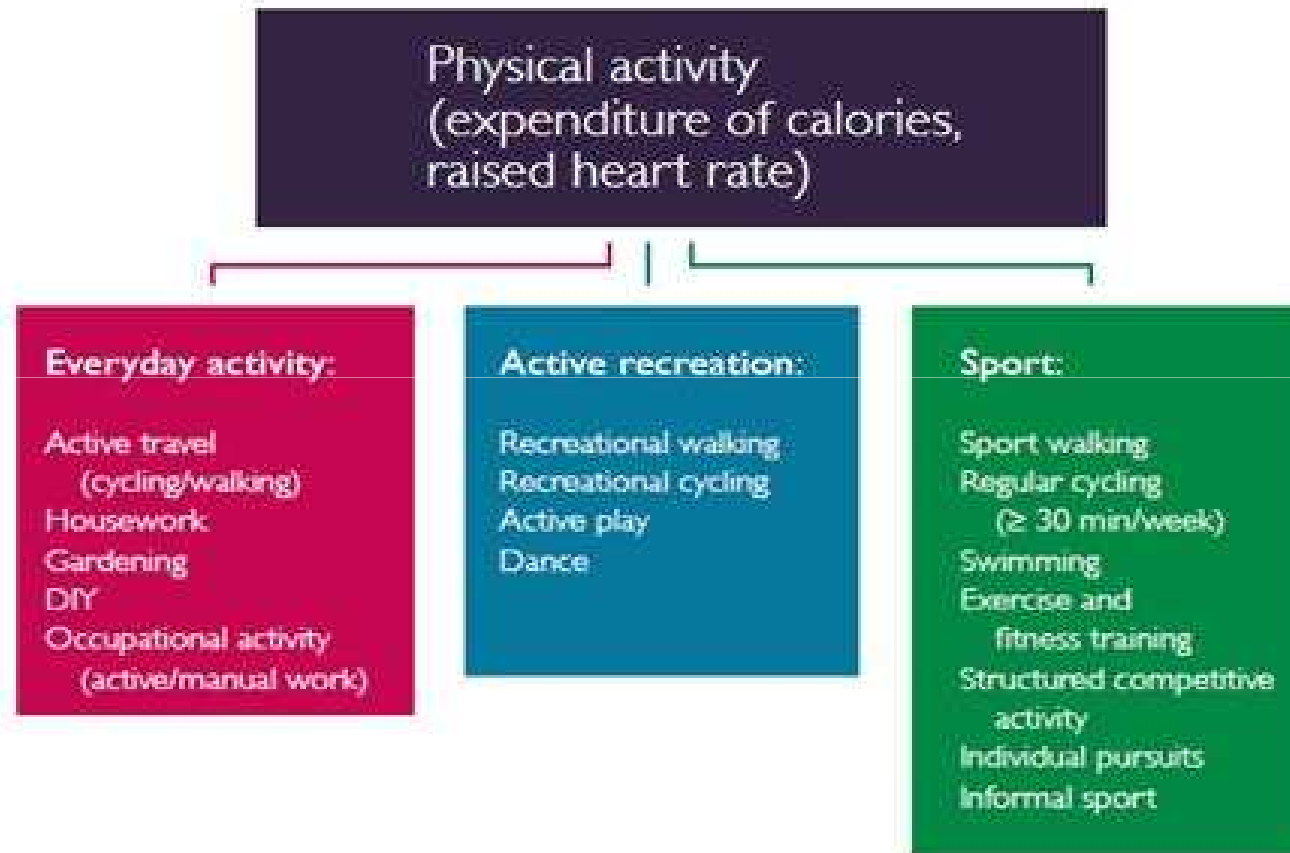 Physical activity
(expenditure of calories,
raised heart rate)
Everyday activity:
Active travel
(cycling/walking)
Housework
Gardening
DIY
Occupational activity
(active/manual work)
Active recreation:
Recreational walking
Recreational cycling
Active play
Dance
Sport:
Sport walking
Regular cycling
(≥ 30 min/week)
Swimming
Exercise and
fitness training
Structured competitive
activity
Individual pursuits
Informal sport